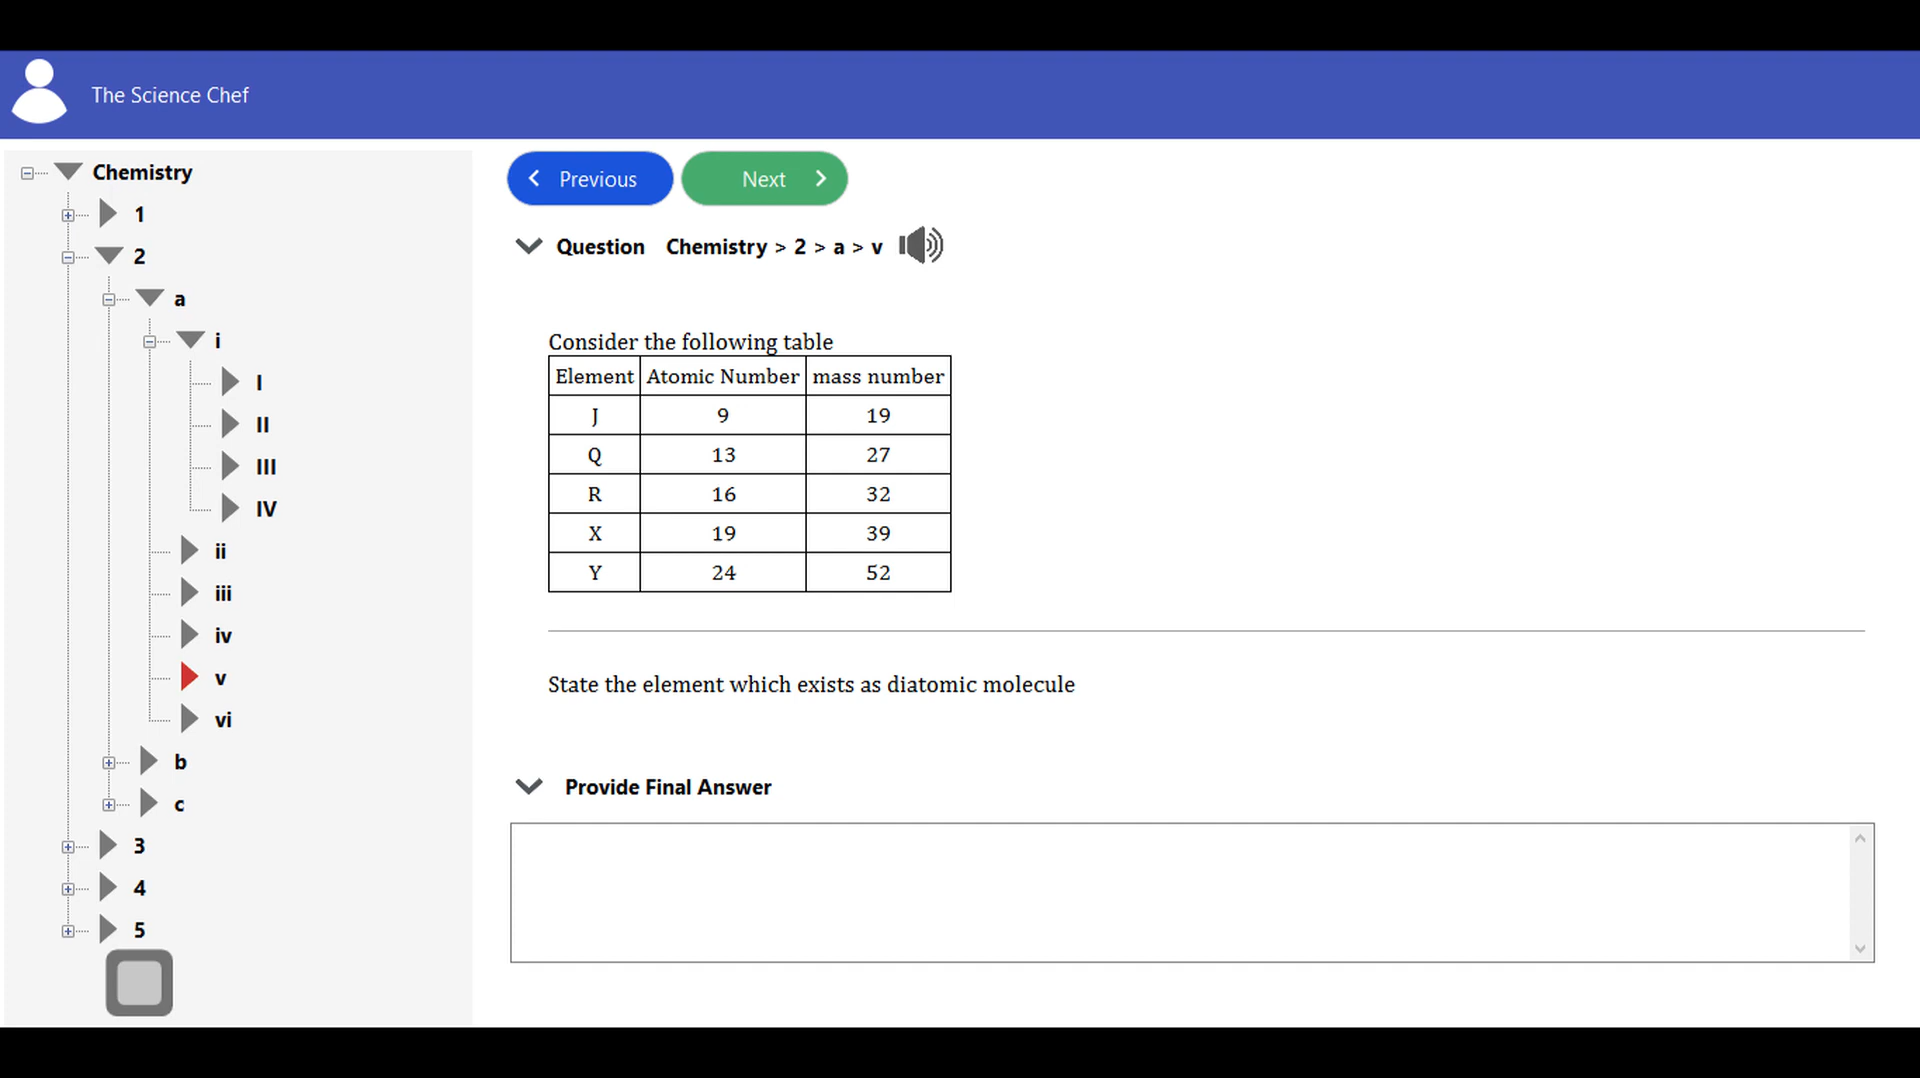 The Science Chef
Chemistry
1
2
a
i
I
II
III
IV
ii
iii
iv
v
vi
b
c
3
4
5
Previous
Next
Question Chemistry > 2 > a > v
Consider the following table
Element Atomic Number mass number
J 9 19
Q 13 27
R 16 32
X 19 39
Y 24 52
State the element which exists as diatomic molecule
Provide Final Answer